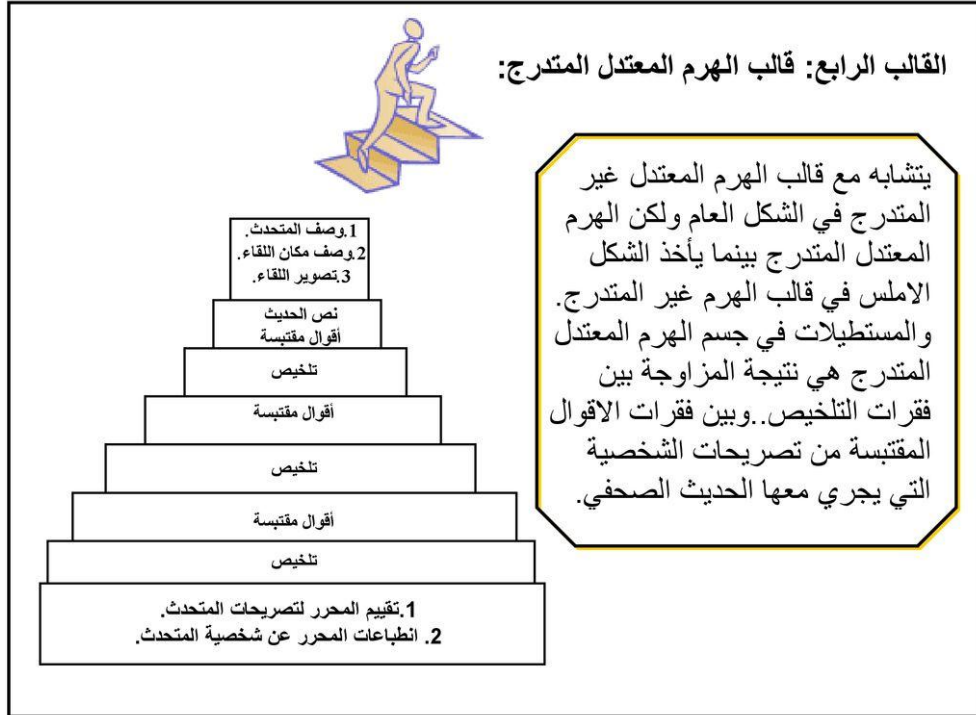 القالب الرابع: قالب الهرم المعتدل المتدرج:
يتشابه مع قالب الهرم المعتدل غير
المتدرج في الشكل العام ولكن الهرم
المعتدل المتدرج بينما يأخذ الشكل
الاملس في قالب الهرم غير المتدرج.
والمستطيلات في جسم الهرم المعتدل
المتدرج هي نتيجة المزاوجة بين
فقرات التلخيص..وبين فقرات الاقوال
المقتبسة من تصريحات الشخصية
التي يجري معها الحديث الصحفي.
1.وصف المتحدث.
2.وصف مكان اللقاء.
3.تصوير اللقاء.
نص الحديث
أقوال مقتبسة
تلخيص
أقوال مقتبسة
تلخيص
أقوال مقتبسة
تلخيص
1.تقييم المحرر لتصريحات المتحدث.
2. انطباعات المحرر عن شخصية المتحدث.